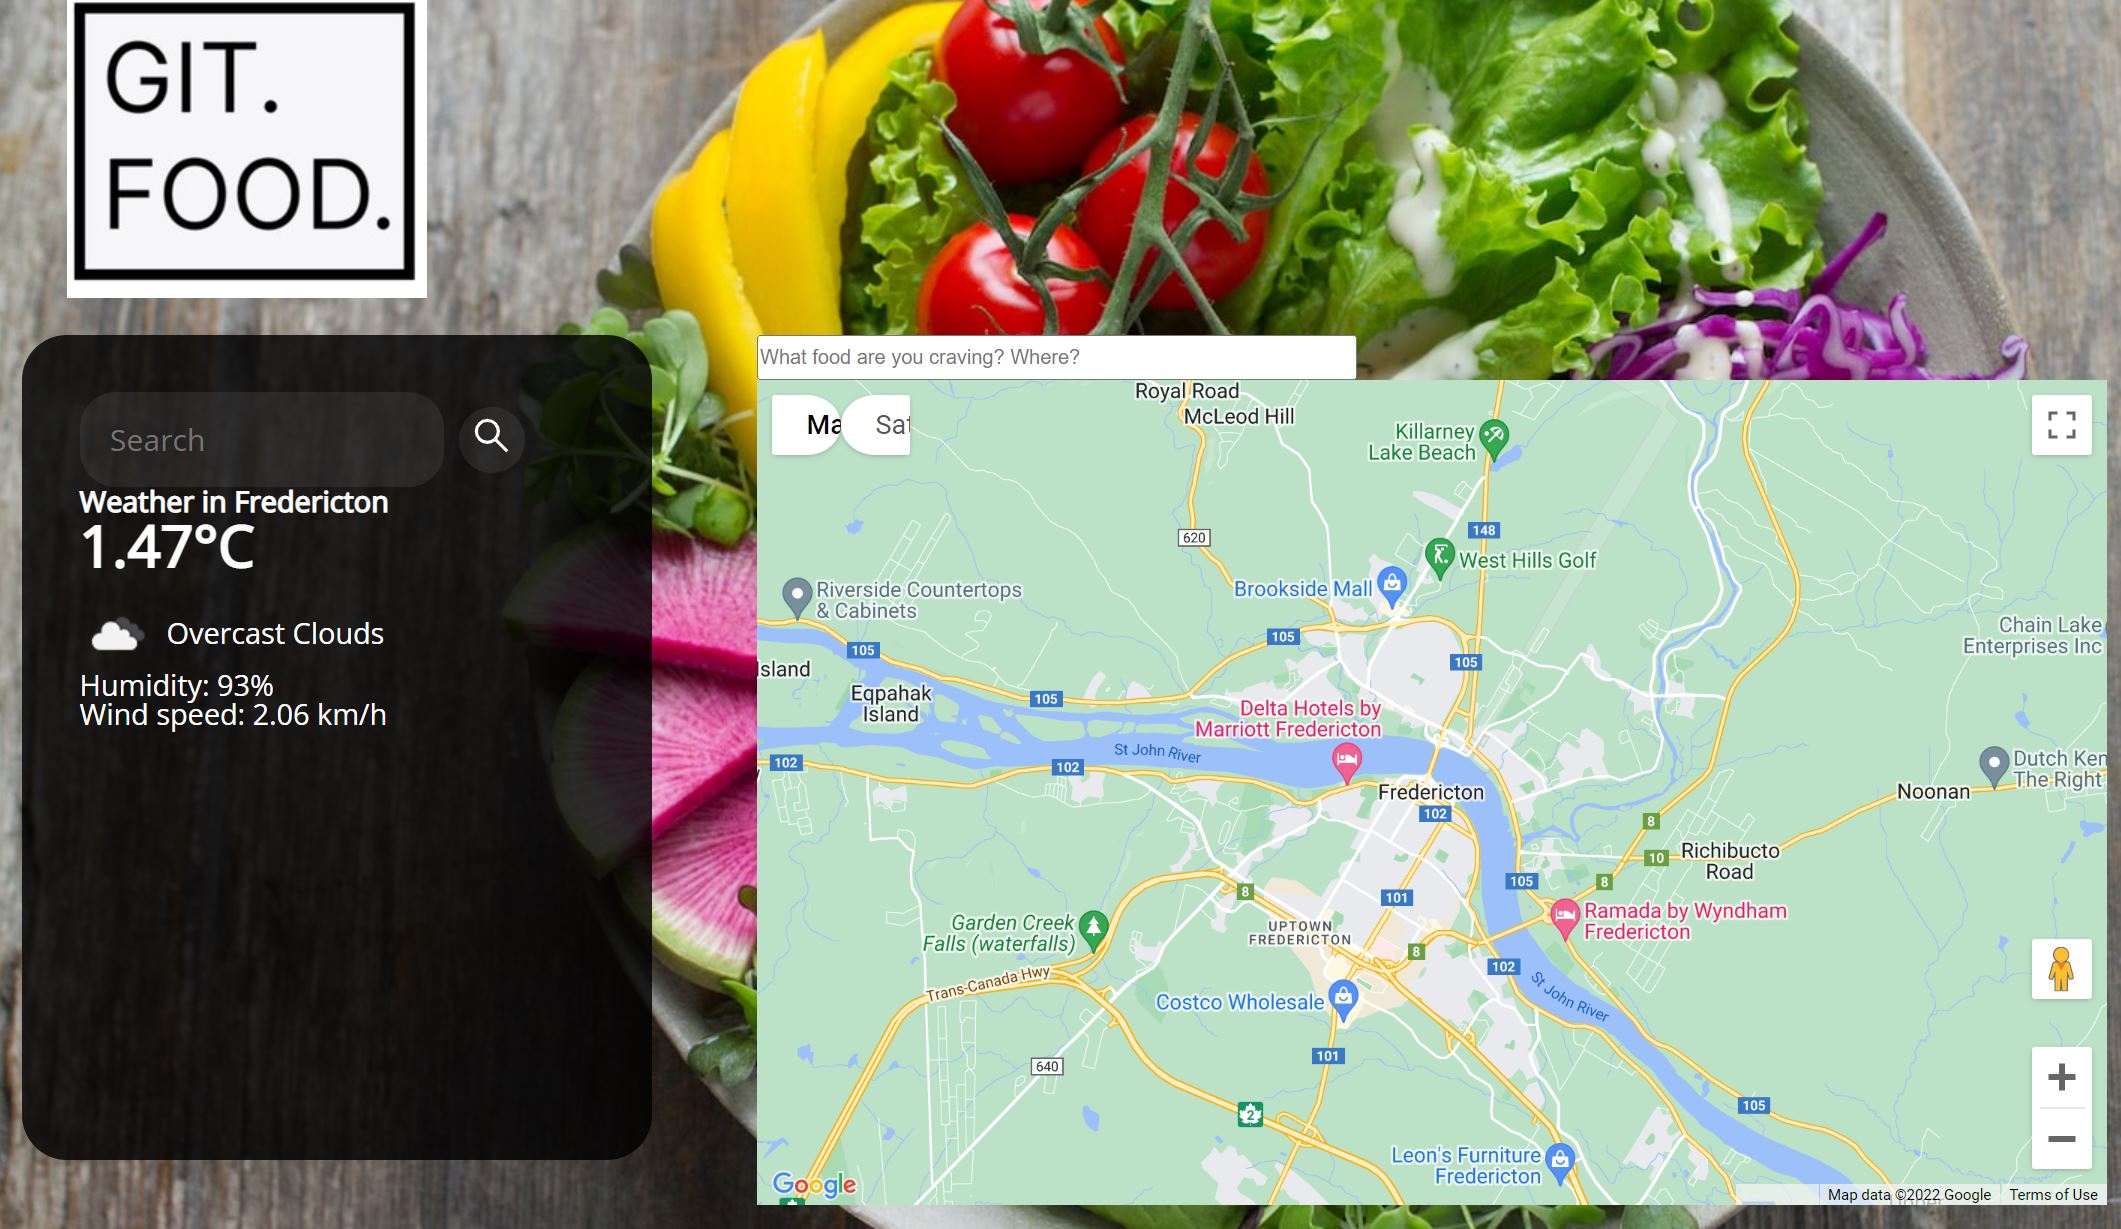 GIT.
FOOD.
Search
Weather in Fredericton
1.47°C
Overcast Clouds
Humidity: 93%
Wind speed: 2.06 km/h
What food are you craving? Where?
Ma
Sat
Royal Road
McLeod Hill
Killarney
Lake Beach
148
620
West Hills Golf
Brookside Mall
Riverside Countertops
& Cabinets
105
105
105
Chain Lake
Enterprises Inc
Island
Eqpahak
Island
105
Delta Hotels by
Marriott Fredericton
St John River
102
102
Dutch Ken
The Right
Noonan
Fredericton
102
8
10
Richibucto
Road
105
8
8
101
Ramada by Wyndham
Fredericton
Garden Creek
Falls (waterfalls)
UPTOWN
FREDERICTON
8
102
Trans-Canada Hwy
St John River
Costco Wholesale
101
640
105
2
Leon's Furniture
Fredericton
Google
Map data ©2022 Google
Terms of Use